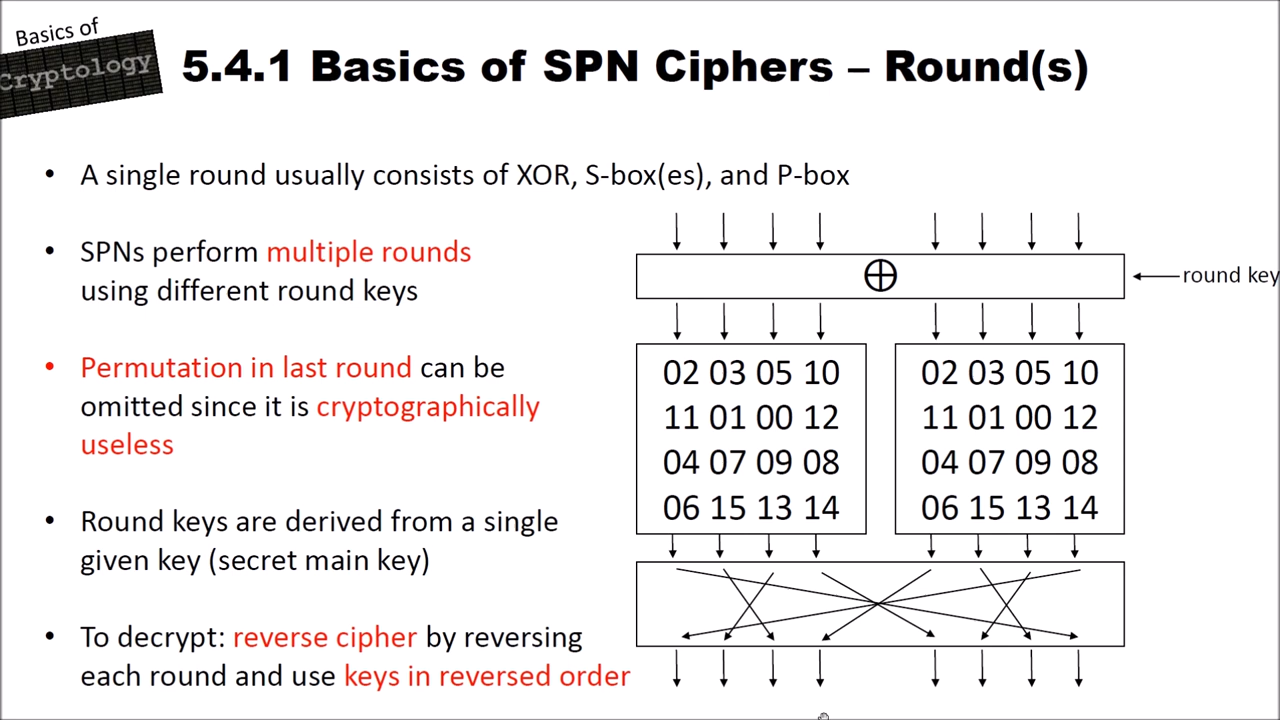 Basics of
Cryptology
5.4.1 Basics of SPN Ciphers – Round(s)
• A single round usually consists of XOR, S-box(es), and P-box
• SPNs perform multiple rounds
using different round keys
• Permutation in last round can be
omitted since it is cryptographically
useless
• Round keys are derived from a single
given key (secret main key)
• To decrypt: reverse cipher by reversing
each round and use keys in reversed order
round key
02 03 05 10
11 01 00 12
04 07 09 08
06 15 13 14
02 03 05 10
11 01 00 12
04 07 09 08
06 15 13 14